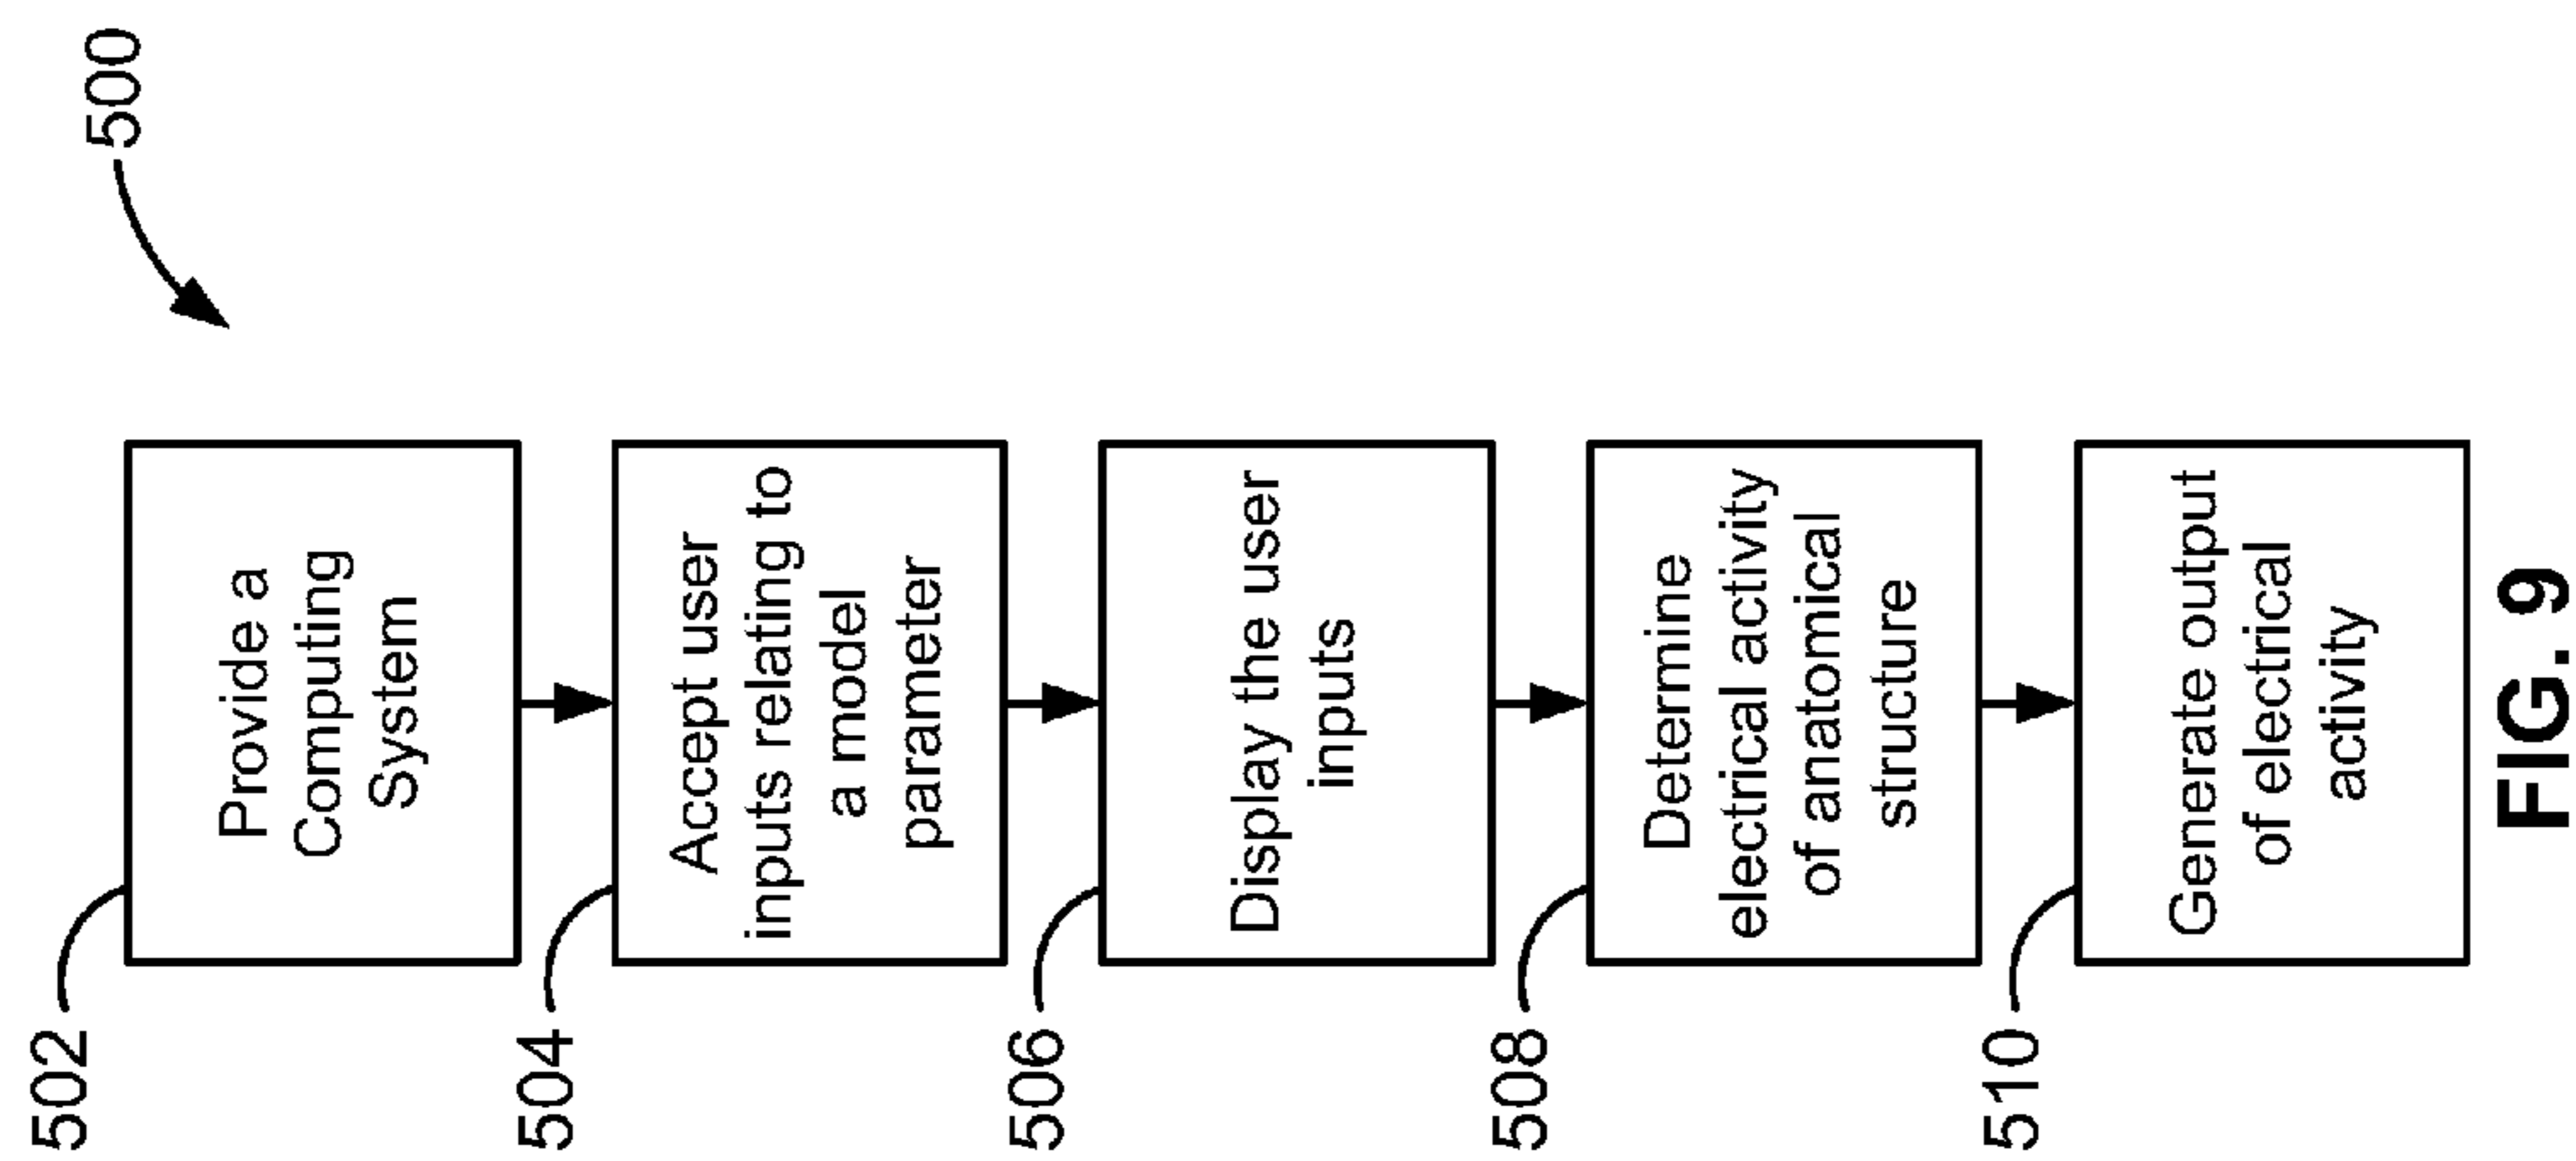 500
502
Provide a
Computing
System
504
Accept user
inputs relating to
a model
parameter
506
Display the user
inputs
508
Determine
electrical activity
of anatomical
structure
510
Generate output
of electrical
activity
FIG. 9